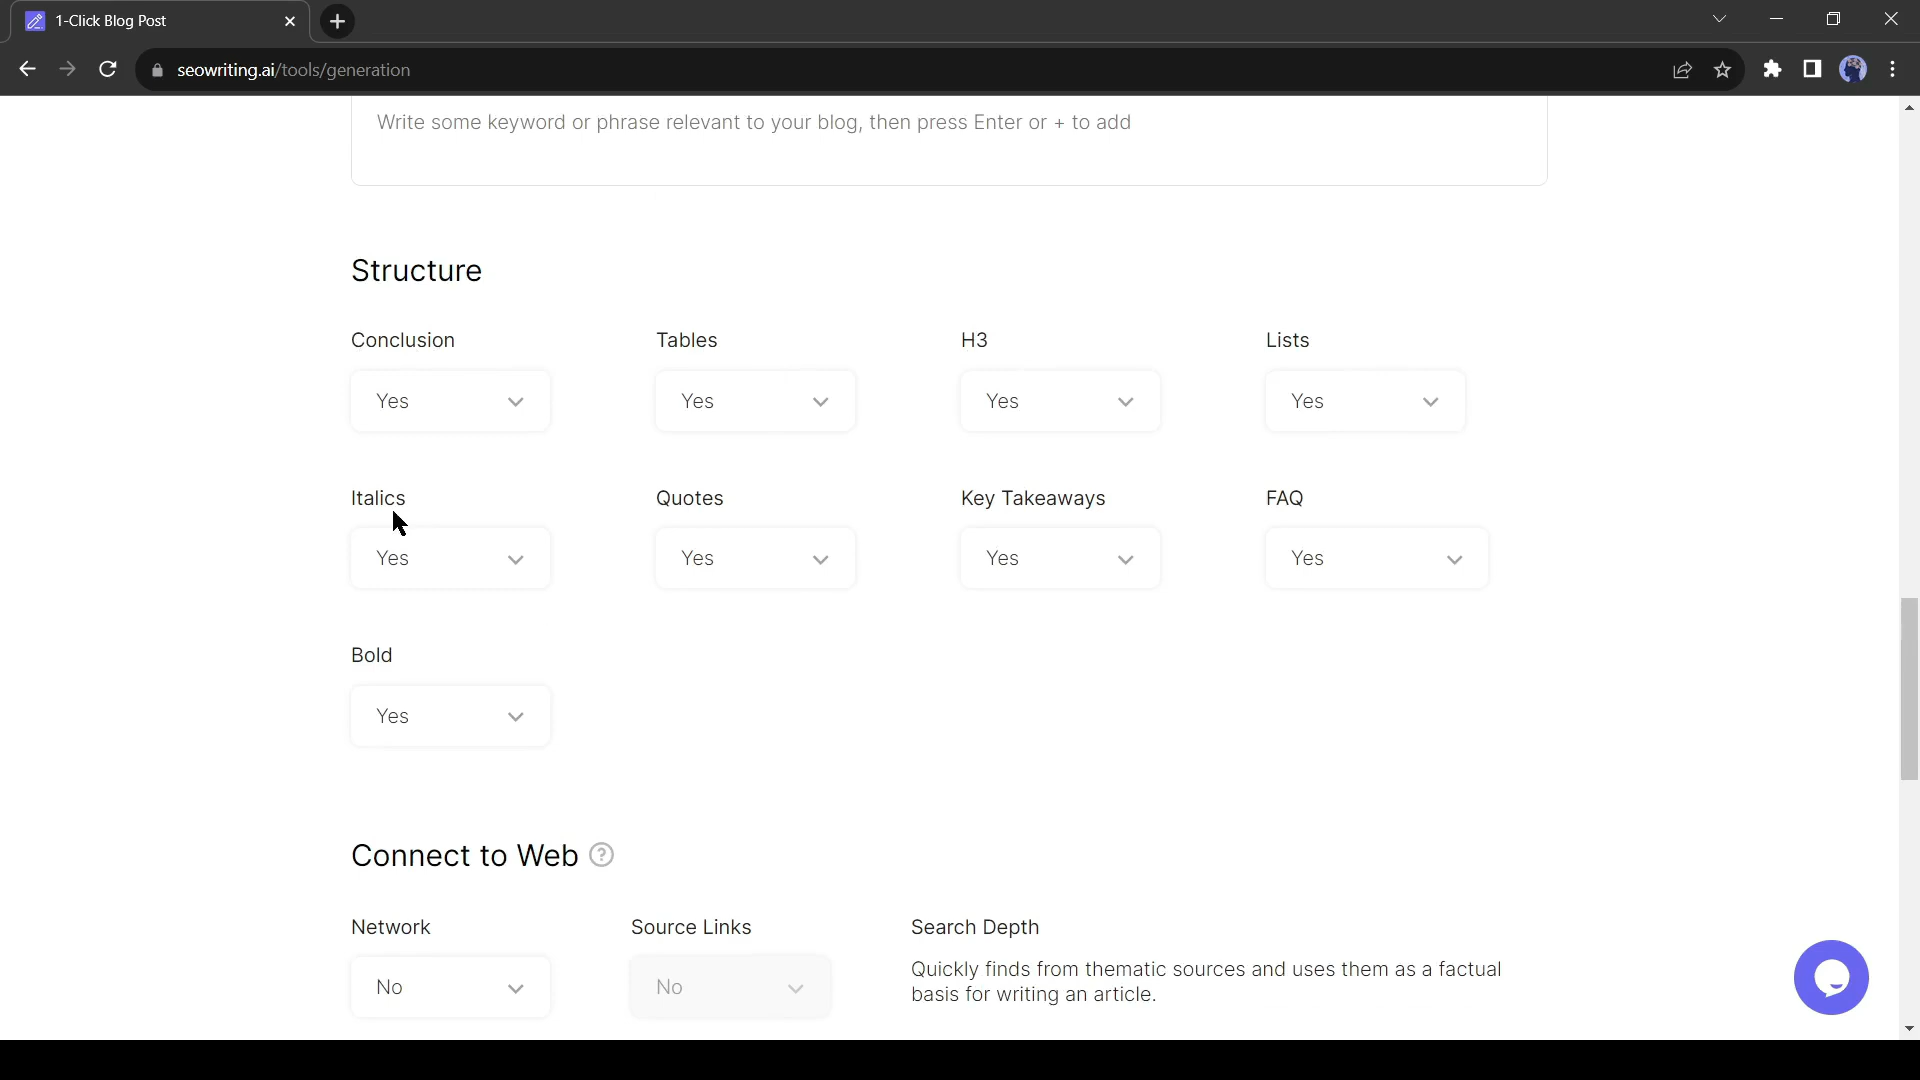 1-Click Blog Post
seowriting.ai/tools/generation
Write some keyword or phrase relevant to your blog, then press Enter or + to add
Structure
Conclusion Tables H3 Lists
Yes Yes Yes Yes
Italics Quotes Key Takeaways FAQ
Yes Yes Yes Yes
Bold
Yes
Connect to Web ?
Network Source Links Search Depth
No No Quickly finds from thematic sources and uses them as a factual
basis for writing an article.